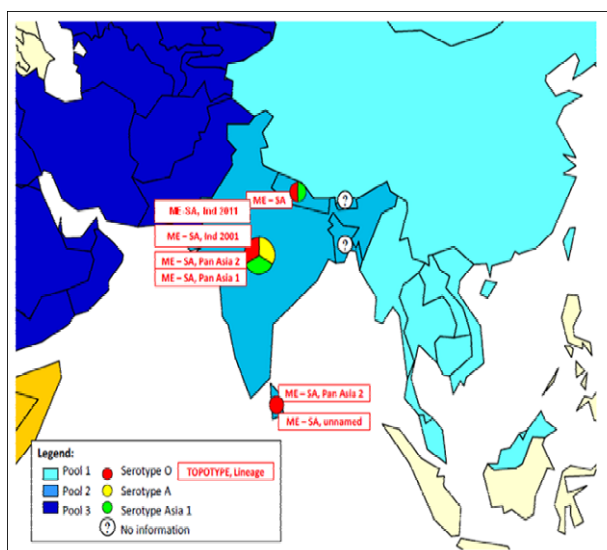 ME – SA
?
ME-SA, Ind 2011
ME – SA, Ind 2001
?
ME – SA, Pan Asia 2
ME – SA, Pan Asia 1
ME – SA, Pan Asia 2
ME – SA, unnamed
Legend:
Pool 1
Serotype O
TOPOTYPE, Lineage
Pool 2
Serotype A
Pool 3
Serotype Asia 1
? No information